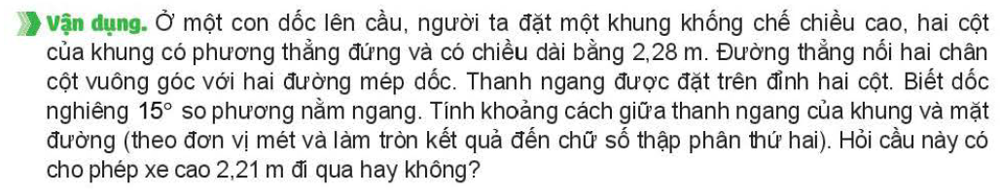 Vận dụng. Ở một con dốc lên cầu, người ta đặt một khung khống chế chiều cao, hai cột
của khung có phương thẳng đứng và có chiều dài bằng 2,28 m. Đường thẳng nối hai chân
cột vuông góc với hai đường mép dốc. Thanh ngang được đặt trên đỉnh hai cột. Biết dốc
nghiêng 15° so phương nằm ngang. Tính khoảng cách giữa thanh ngang của khung và mặt
đường (theo đơn vị mét và làm tròn kết quả đến chữ số thập phân thứ hai). Hỏi cầu này có
cho phép xe cao 2,21 m đi qua hay không?